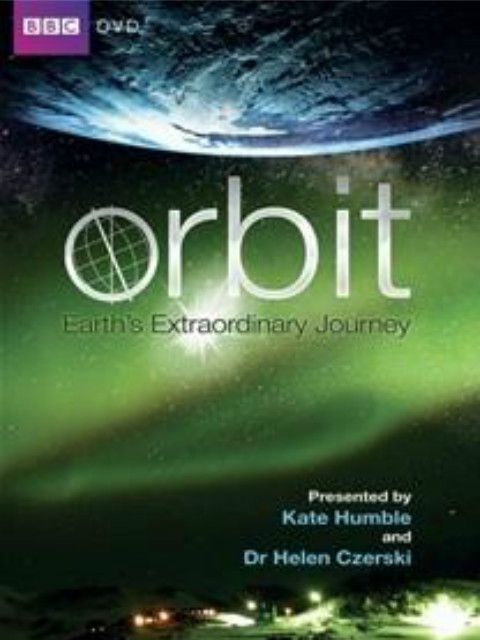 BBC DVD
orbit
Earth's Extraordinary Journey
Presented by
Kate Humble
and
Dr Helen Czerski